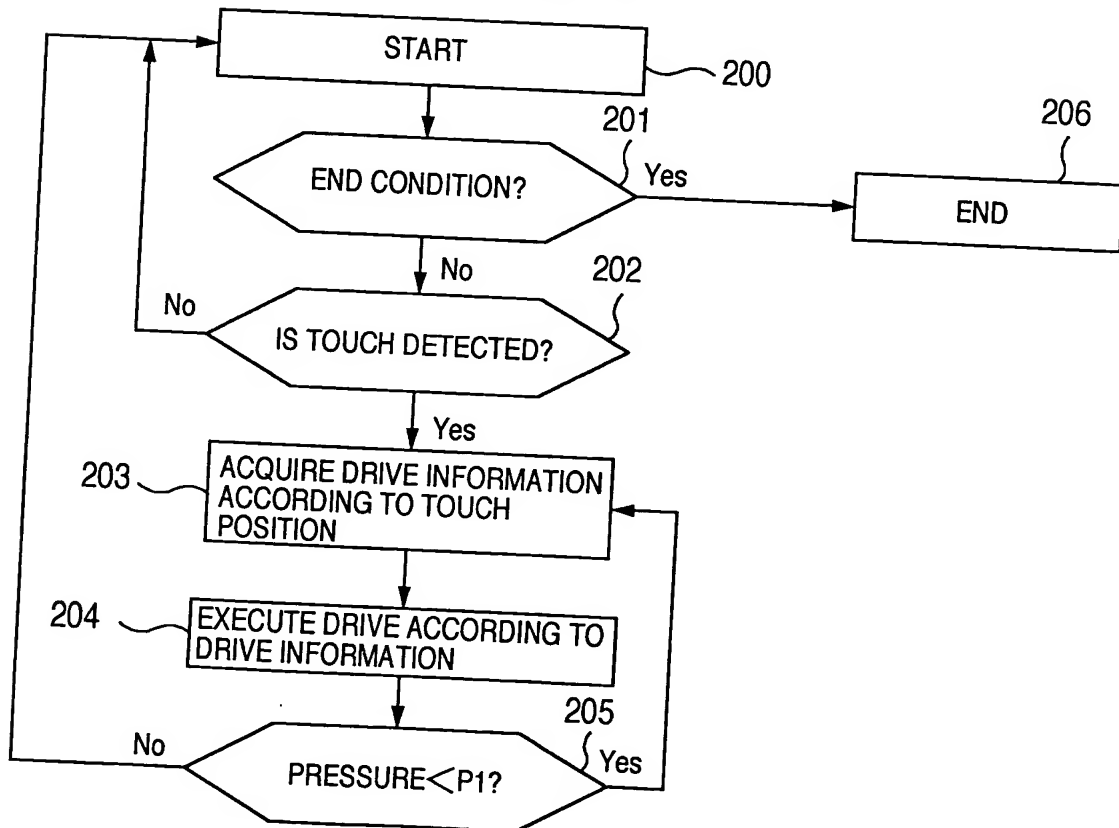 START
200
201
206
END CONDITION?
Yes
END
No
202
No
IS TOUCH DETECTED?
Yes
203
ACQUIRE DRIVE INFORMATION
ACCORDING TO TOUCH
POSITION
204
EXECUTE DRIVE ACCORDING TO
DRIVE INFORMATION
205
No
Yes
PRESSURE<P1?